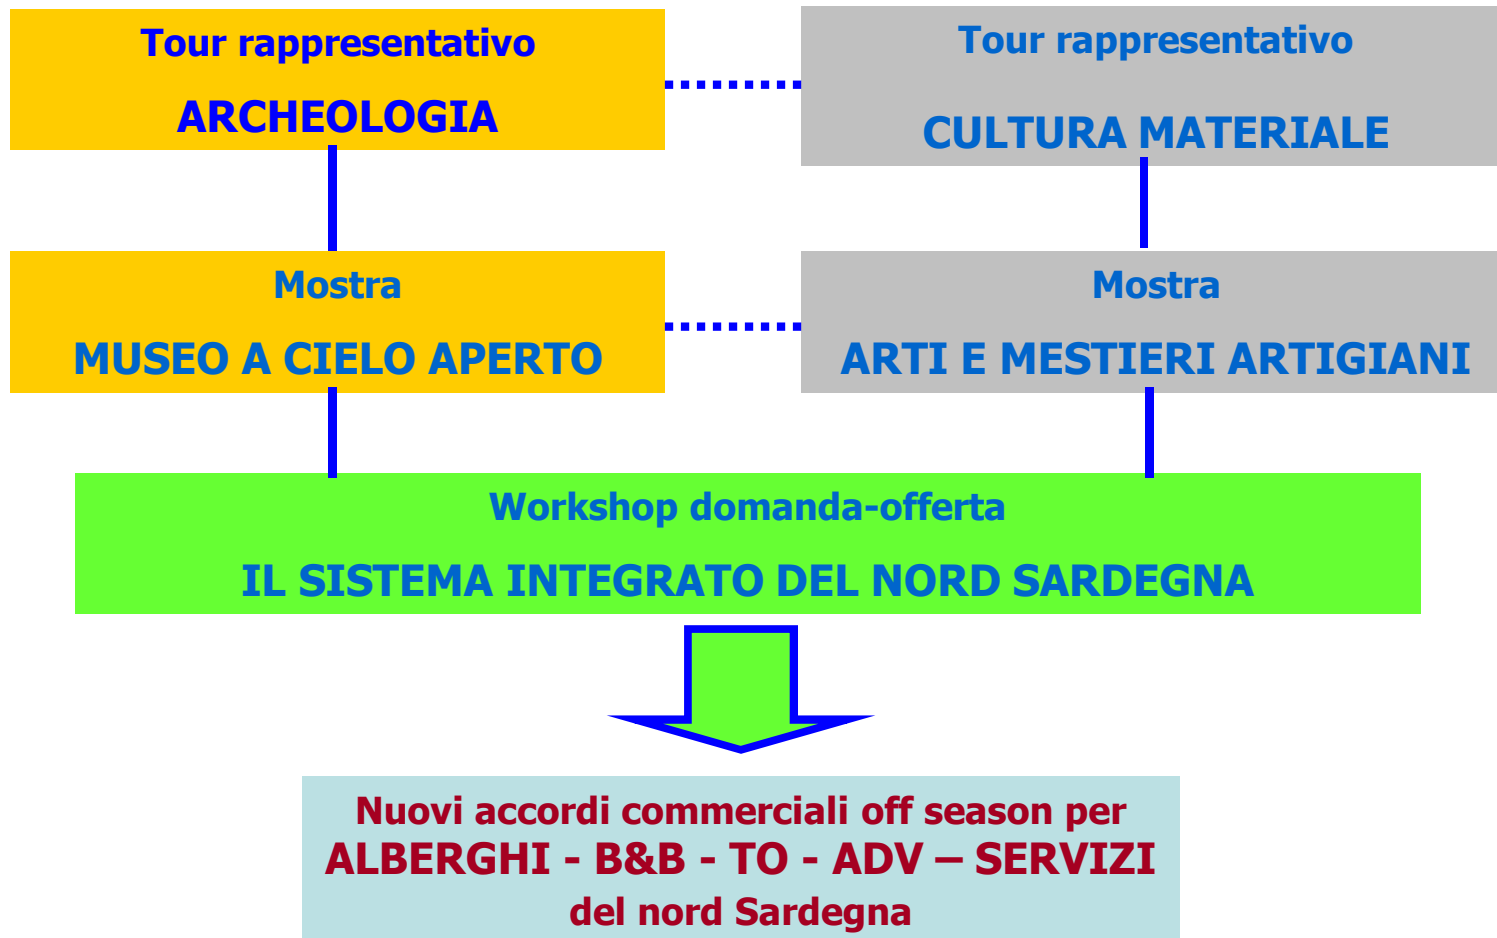 Tour rappresentativo
ARCHEOLOGIA
Tour rappresentativo
CULTURA MATERIALE
Mostra
MUSEO A CIELO APERTO
Mostra
ARTI E MESTIERI ARTIGIANI
Workshop domanda-offerta
IL SISTEMA INTEGRATO DEL NORD SARDEGNA
Nuovi accordi commerciali off season per
ALBERGHI - B&B - TO - ADV – SERVIZI
del nord Sardegna